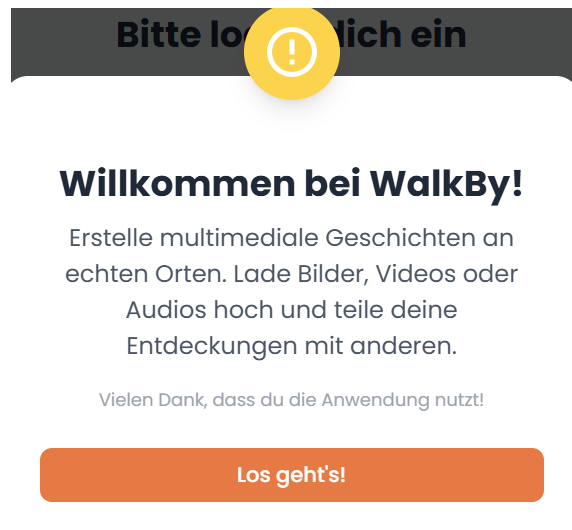 Bitte dich ein
Willkommen bei WalkBy!
Erstelle multimediale Geschichten an
echten Orten. Lade Bilder, Videos oder
Audios hoch und teile deine
Entdeckungen mit anderen.
Vielen Dank, dass du die Anwendung nutzt!
Los geht's!